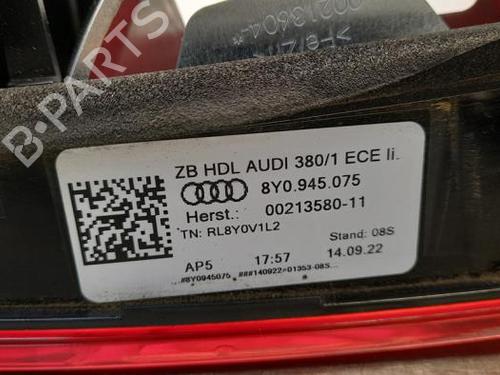 B-PARTS
ZB HDL AUDI 380/1 ECE li.
8Y0.945.075
Herst.: 00213580-11
TN: RL8Y0V1L2 Stand: 08S
AP5 17:57 14.09.22
#8Y0945075 ###140922=01353-08S